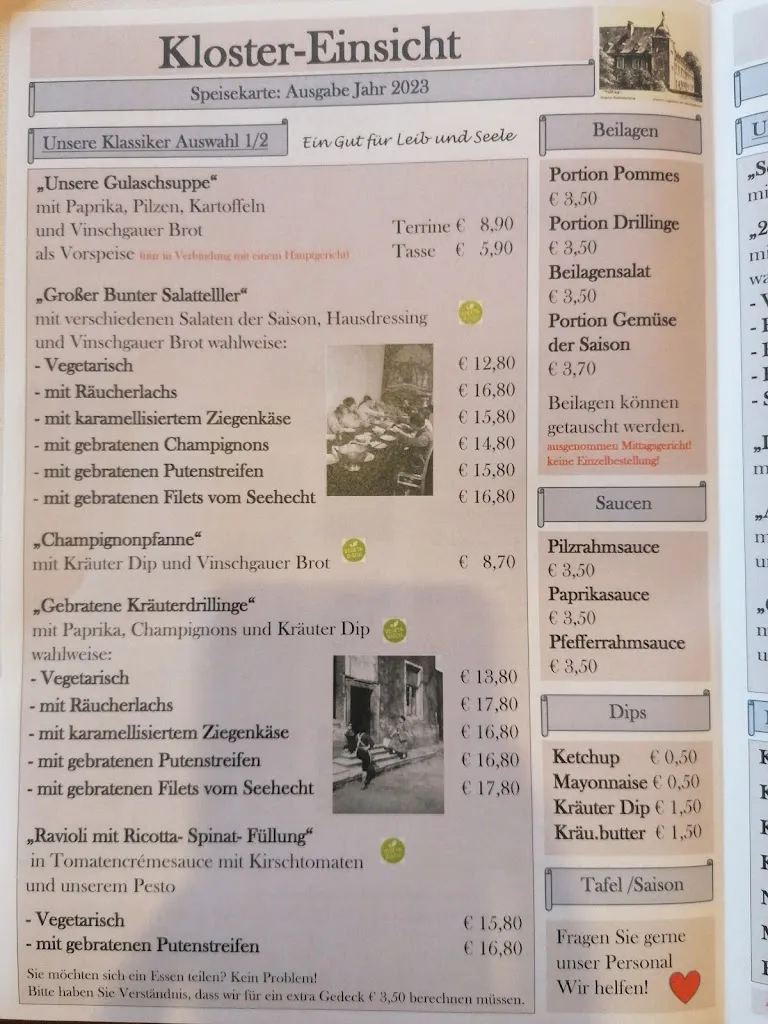 Kloster-Einsicht
Speisekarte: Ausgabe Jahr 2023
Unsere Klassiker Auswahl 1/2
Ein Gut für Leib und Seele
„Unsere Gulaschsuppe“
mit Paprika, Pilzen, Kartoffeln
und Vinschgauer Brot Terrine € 8,90
als Vorspeise (nur in Verbindung mit einem Hauptgericht) Tasse € 5,90
„Großer Bunter Salattelller“
mit verschiedenen Salaten der Saison, Hausdressing
und Vinschgauer Brot wahlweise:
- Vegetarisch € 12,80
- mit Räucherlachs € 16,80
- mit karamellisiertem Ziegenkäse € 15,80
- mit gebratenen Champignons € 14,80
- mit gebratenen Putenstreifen € 15,80
- mit gebratenen Filets vom Seehecht € 16,80
„Champignonpfanne“
mit Kräuter Dip und Vinschgauer Brot € 8,70
„Gebratene Kräuterdrillinge“
mit Paprika, Champignons und Kräuter Dip
wahlweise:
- Vegetarisch € 13,80
- mit Räucherlachs € 17,80
- mit karamellisiertem Ziegenkäse € 16,80
- mit gebratenen Putenstreifen € 16,80
- mit gebratenen Filets vom Seehecht € 17,80
„Ravioli mit Ricotta- Spinat- Füllung“
in Tomatencrémesauce mit Kirschtomaten
und unserem Pesto
- Vegetarisch € 15,80
- mit gebratenen Putenstreifen € 16,80
Sie möchten sich ein Essen teilen? Kein Problem!
Bitte haben Sie Verständnis, dass wir für ein extra Gedeck € 3,50 berechnen müssen.
Beilagen
Portion Pommes
€ 3,50
Portion Drillinge
€ 3,50
Beilagensalat
€ 3,50
Portion Gemüse
der Saison
€ 3,70
Beilagen können
getauscht werden.
ausgenommen Mittagsgericht!
keine Einzelbestellung!
Saucen
Pilzrahmsauce
€ 3,50
Paprikasauce
€ 3,50
Pfefferrahmsauce
€ 3,50
Dips
Ketchup € 0,50
Mayonnaise € 0,50
Kräuter Dip € 1,50
Kräu.butter € 1,50
Tafel /Saison
Fragen Sie gerne
unser Personal
Wir helfen!